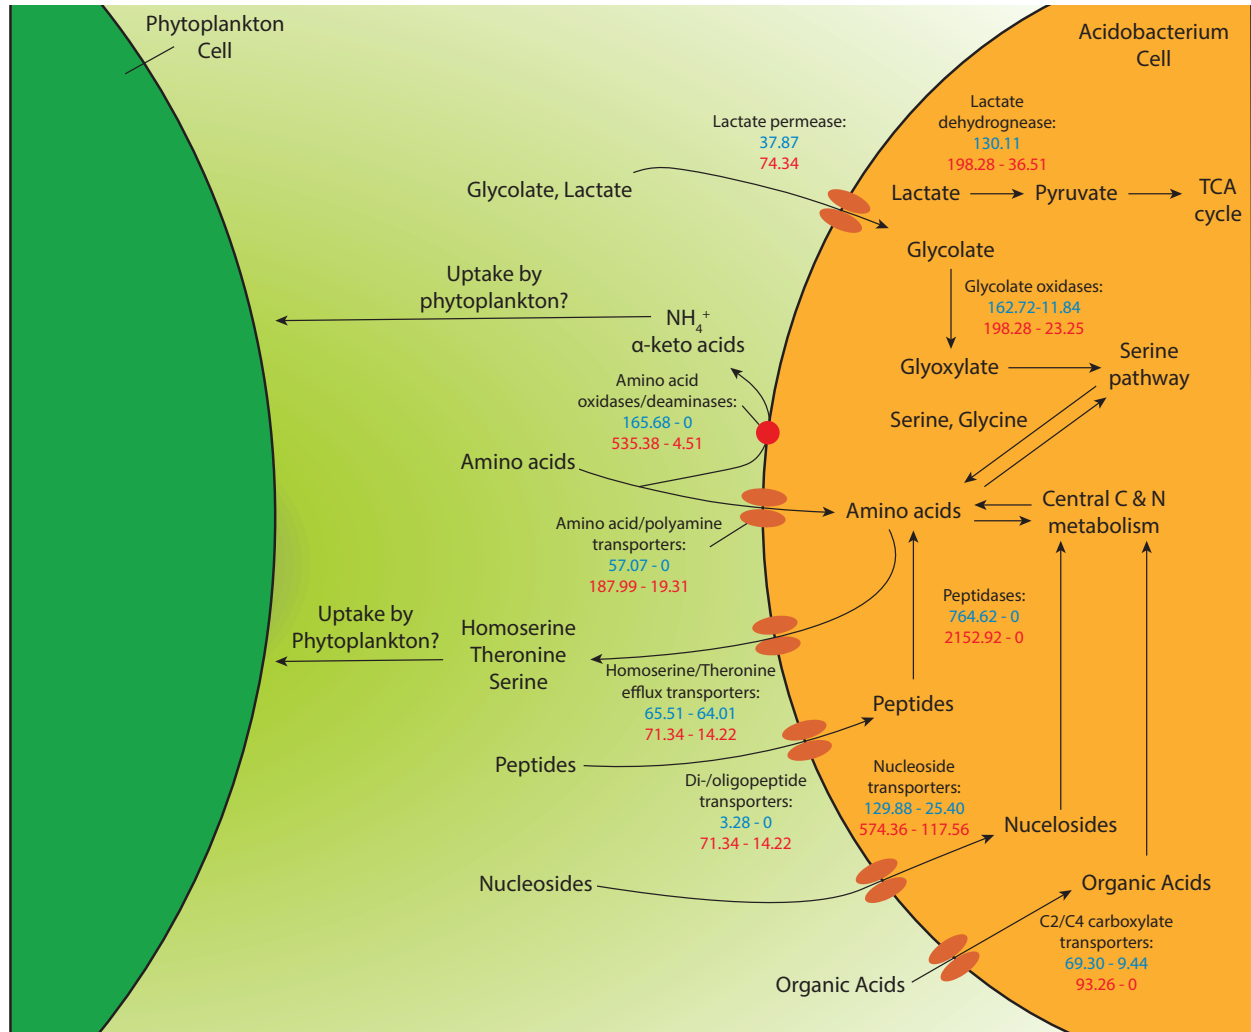 Phytoplankton
Cell
Acidobacterium
Cell
Lactate permease:
37.87
74.34
Lactate
dehydrognease:
130.11
198.28 - 36.51
Glycolate, Lactate
Lactate
Pyruvate
TCA
cycle
Glycolate
Uptake by
phytoplankton?
NH₄⁺
α-keto acids
Glycolate oxidases:
162.72-11.84
198.28 - 23.25
Glyoxylate
Serine
pathway
Amino acid
oxidases/deaminases:
165.68 - 0
535.38 - 4.51
Serine, Glycine
Amino acids
Amino acids
Central C & N
metabolism
Amino acid/polyamine
transporters:
57.07 - 0
187.99 - 19.31
Peptidases:
764.62 - 0
2152.92 - 0
Uptake by
Phytoplankton?
Homoserine
Theronine
Serine
Homoserine/Theronine
efflux transporters:
65.51 - 64.01
71.34 - 14.22
Peptides
Peptides
Di-/oligopeptide
transporters:
3.28 - 0
71.34 - 14.22
Nucleoside
transporters:
129.88 - 25.40
574.36 - 117.56
Nucelosides
Nucleosides
Organic Acids
C2/C4 carboxylate
transporters:
69.30 - 9.44
93.26 - 0
Organic Acids